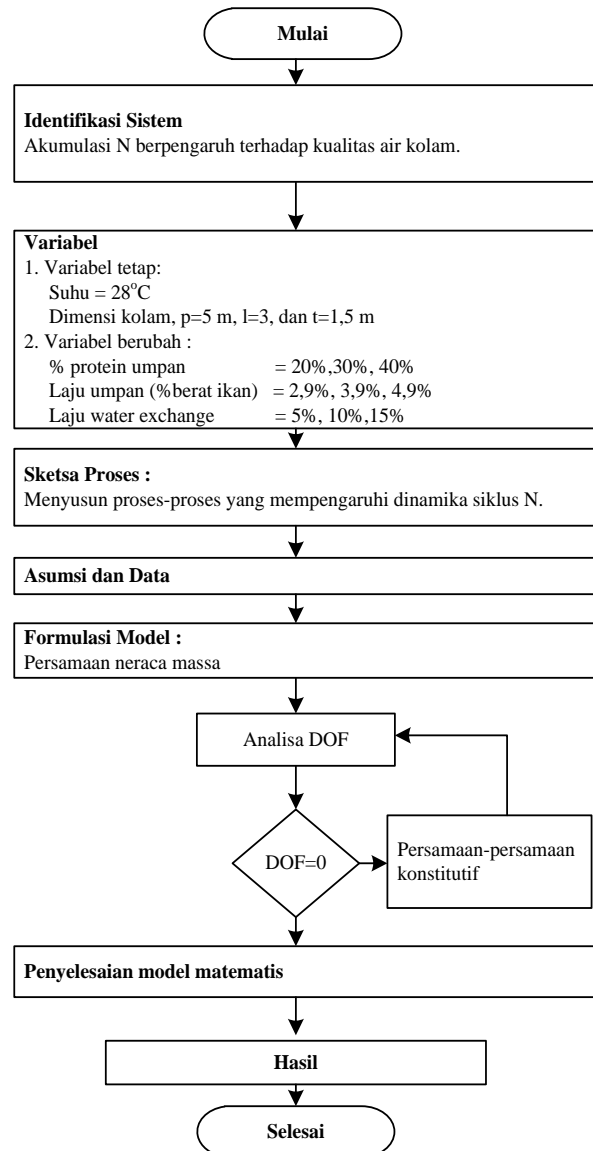 Mulai
Identifikasi Sistem
Akumulasi N berpengaruh terhadap kualitas air kolam.
Variabel
1. Variabel tetap:
Suhu = 28°C
Dimensi kolam, p=5 m, l=3, dan t=1,5 m
2. Variabel berubah :
% protein umpan = 20%,30%, 40%
Laju umpan (%berat ikan) = 2,9%, 3,9%, 4,9%
Laju water exchange = 5%, 10%,15%
Sketsa Proses :
Menyusun proses-proses yang mempengaruhi dinamika siklus N.
Asumsi dan Data
Formulasi Model :
Persamaan neraca massa
Analisa DOF
DOF=0
Persamaan-persamaan
konstitutif
Penyelesaian model matematis
Hasil
Selesai